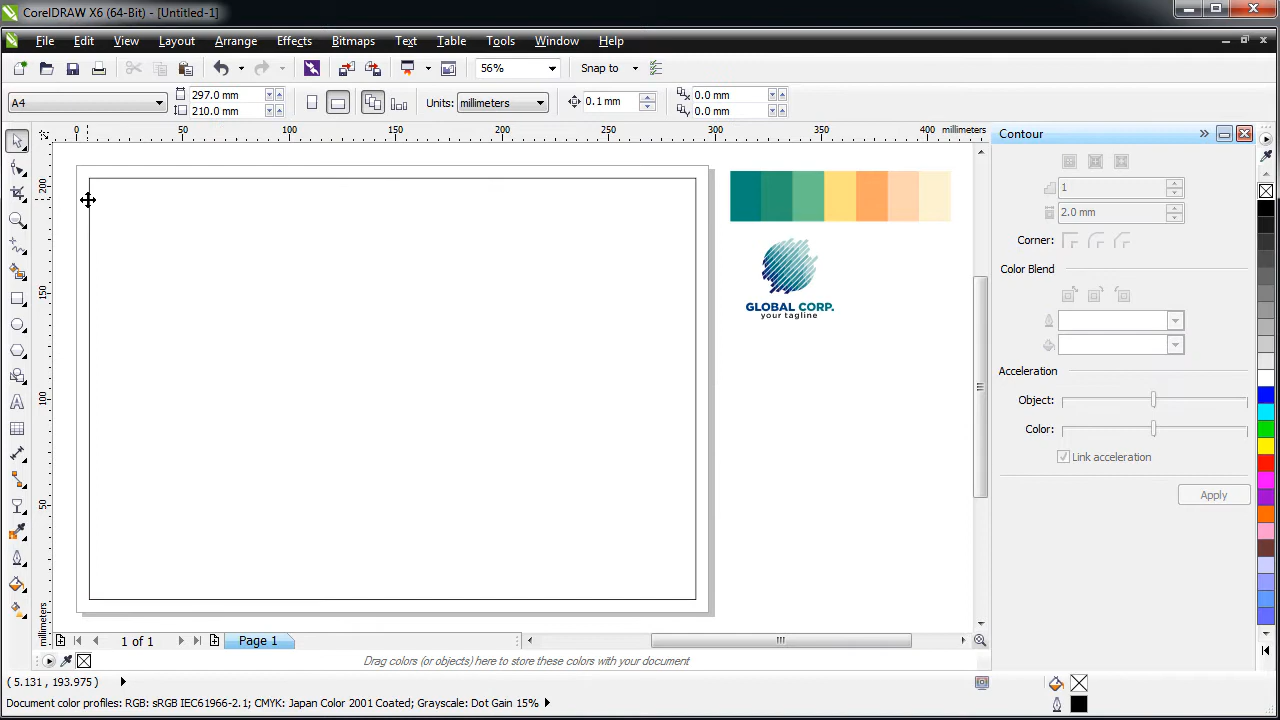 CorelDRAW X6 (64-Bit) - [Untitled-1]
File Edit View Layout Arrange Effects Bitmaps Text Table Tools Window Help
56% Snap to
A4 297.0 mm 210.0 mm Units: millimeters 0.1 mm 0.0 mm 0.0 mm
0 50 100 150 200 250 300 350 400 millimeters
Contour
200
1
2.0 mm
Corner:
150
Color Blend
GLOBAL CORP.
your tagline
Acceleration
100
Object:
Color:
Link acceleration
50
Apply
millimeters
1 of 1 Page 1
Drag colors (or objects) here to store these colors with your document
( 5.131 , 193.975 )
Document color profiles: RGB: sRGB IEC61966-2.1; CMYK: Japan Color 2001 Coated; Grayscale: Dot Gain 15%